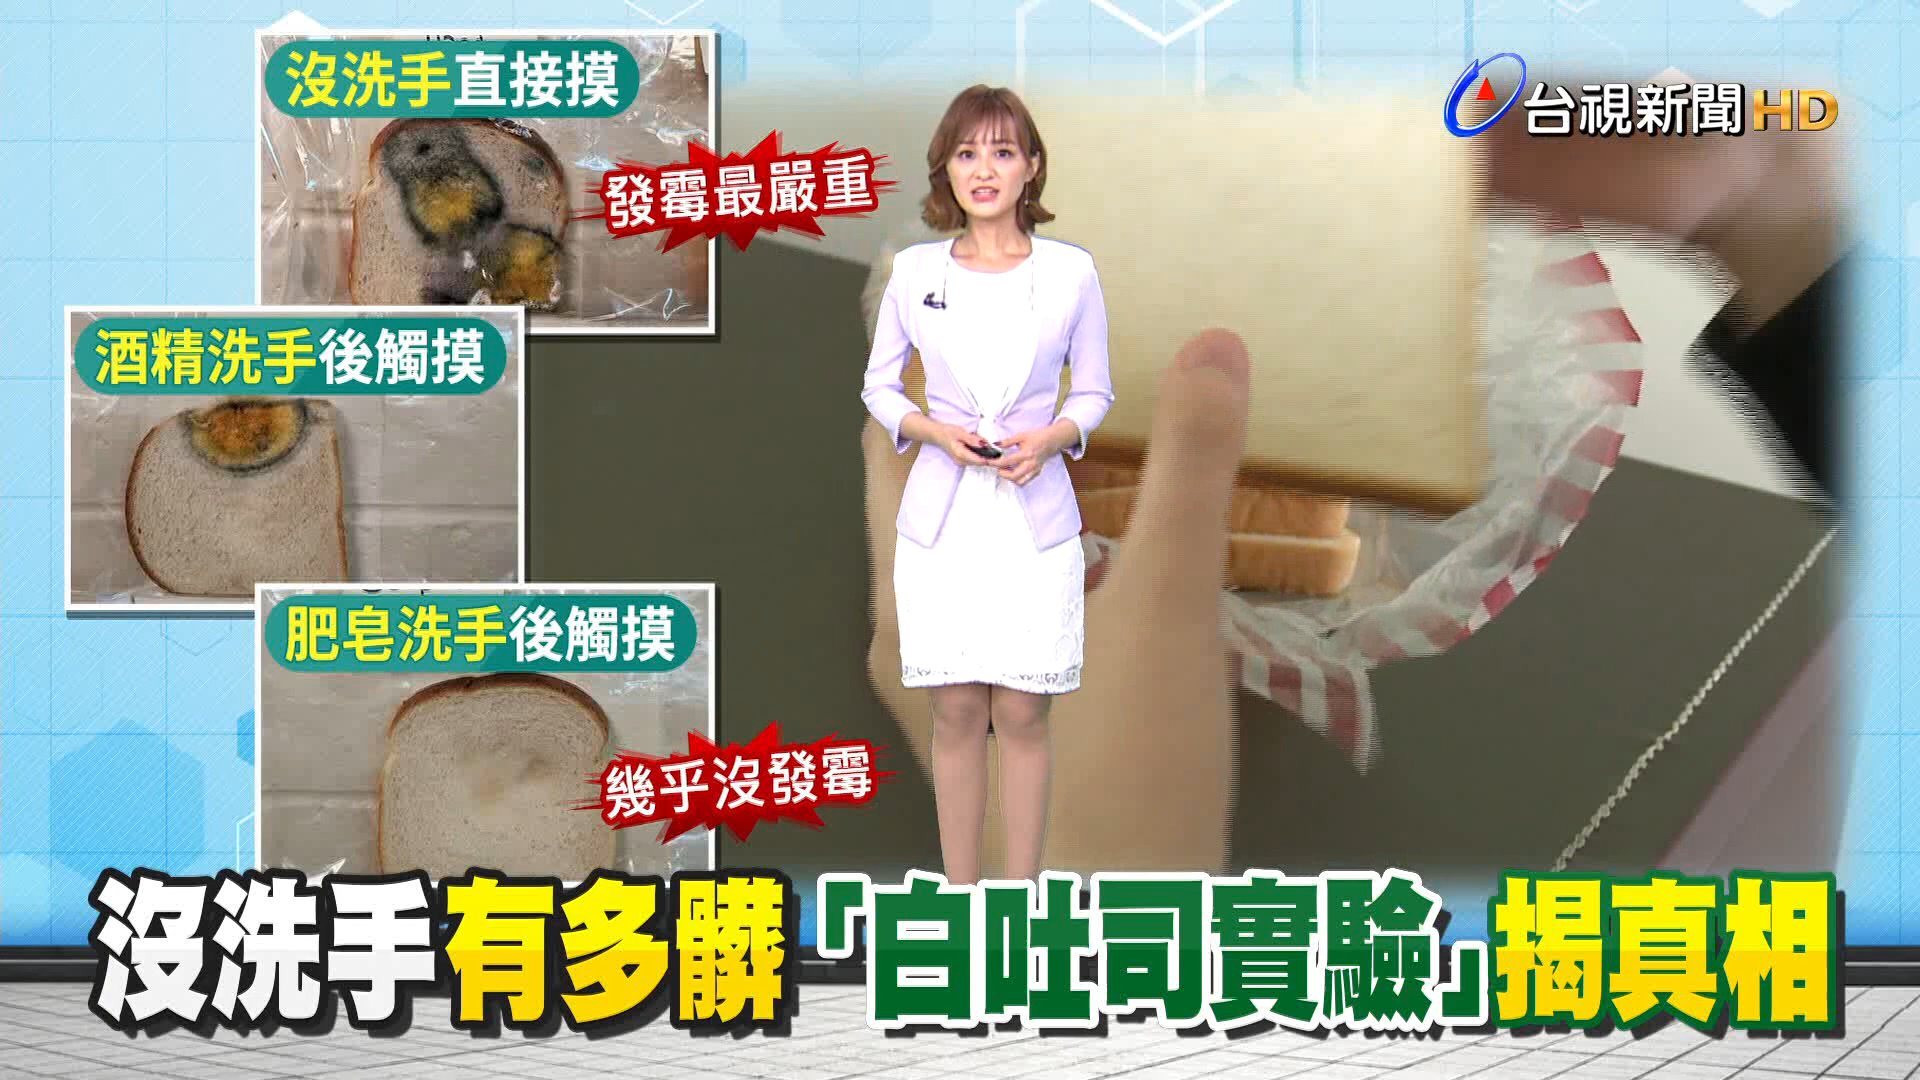 沒洗手直接摸
發霉最嚴重
台視新聞HD
酒精洗手後觸摸
肥皂洗手後觸摸
幾乎沒發霉
沒洗手有多髒「白吐司實驗」揭真相